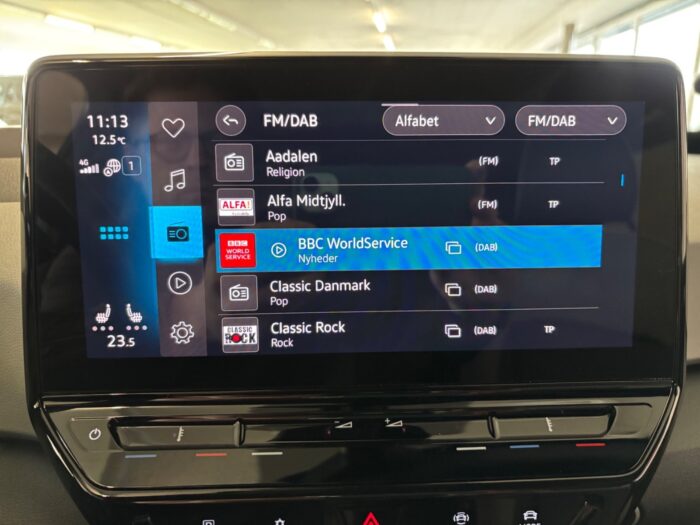 11:13
12.5°C
FM/DAB
Alfabet
FM/DAB
4G
1
Aadalen
(FM)
TP
Religion
ALFA!
Alfa Midtjyll.
(FM)
TP
Pop
BBC
WORLD
SERVICE
BBC WorldService
(DAB)
Nyheder
Classic Danmark
(DAB)
Pop
CLASSIC
ROCK
Classic Rock
(DAB)
TP
Rock
23.5